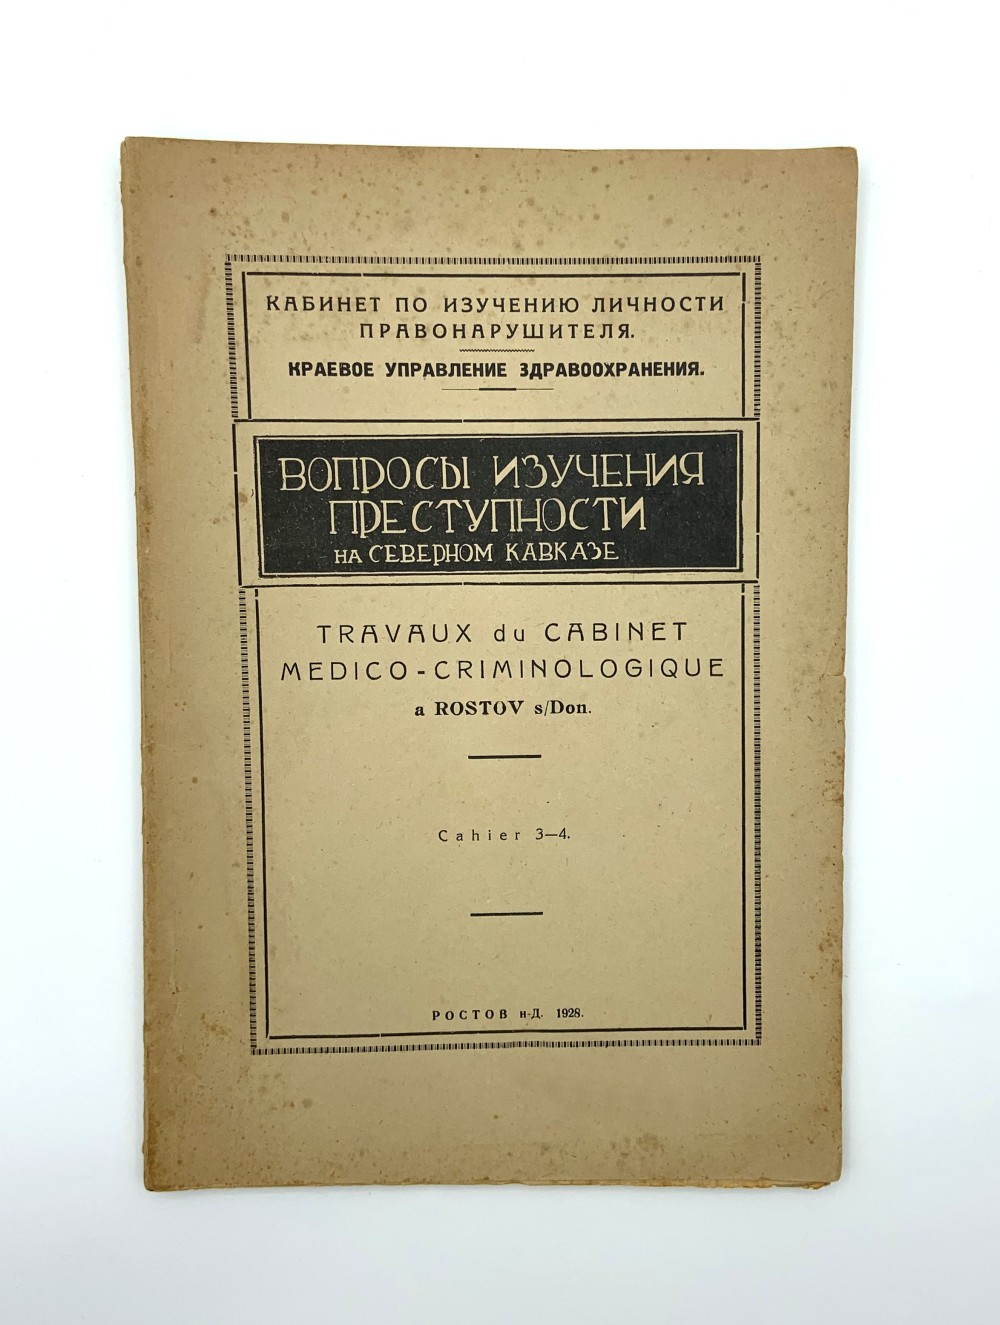 КАБИНЕТ ПО ИЗУЧЕНИЮ ЛИЧНОСТИ
ПРАВОНАРУШИТЕЛЯ.
КРАЕВОЕ УПРАВЛЕНИЕ ЗДРАВООХРАНЕНИЯ.
ВОПРОСЫ ИЗУЧЕНИЯ
ПРЕСТУПНОСТИ
НА СЕВЕРНОМ КАВКАЗЕ
TRAVAUX du CABINET
MEDICO-CRIMINOLOGIQUE
a ROSTOV s/Don.
Cahier 3—4.
РОСТОВ н-Д. 1928.